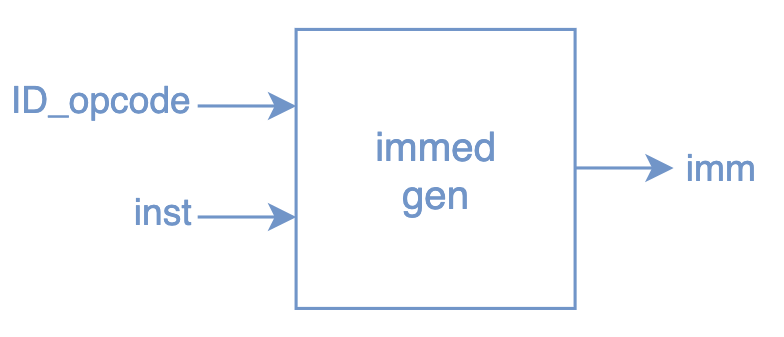 ID_opcode
inst
immed
gen
imm